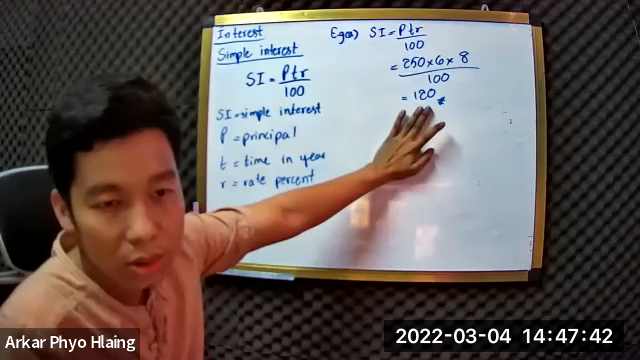 Interest
Simple interest
SI = Ptr
100
SI = simple interest
P = principal
t = time in year
r = rate percent
Eg(a) SI = Ptr
100
= 250 × 6 × 8
100
= 120
Arkar Phyo Hlaing
2022-03-04 14:47:42